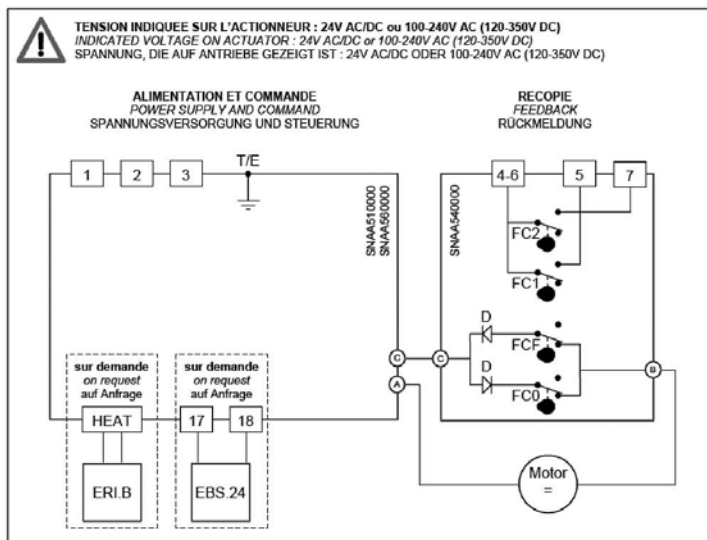 TENSION INDIQUEE SUR L'ACTIONNEUR : 24V AC/DC ou 100-240V AC (120-350V DC)
INDICATED VOLTAGE ON ACTUATOR : 24V AC/DC or 100-240V AC (120-350V DC)
SPANNUNG, DIE AUF ANTRIEBE GEZEIGT IST : 24V AC/DC ODER 100-240V AC (120-350V DC)
ALIMENTATION ET COMMANDE
POWER SUPPLY AND COMMAND
SPANNUNGSVERSORGUNG UND STEUERUNG
RECOPIE
FEEDBACK
RÜCKMELDUNG
1 2 3 T/E
4-6 5 7
SNAA510000
SNAA560000
SNAA540000
FC2
FC1
D
FCF
D
FC0
C
C
A
B
sur demande
on request
auf Anfrage
HEAT
ERI.B
sur demande
on request
auf Anfrage
17 18
EBS.24
Motor
=